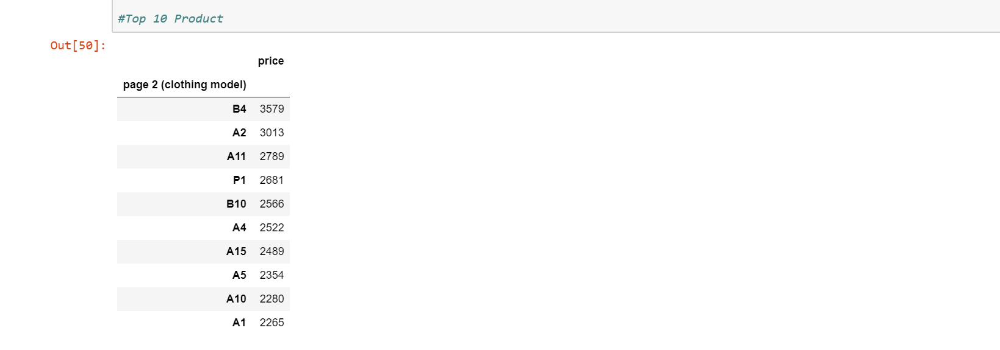 #Top 10 Product
Out[50]:
price
page 2 (clothing model)
B4 3579
A2 3013
A11 2789
P1 2681
B10 2566
A4 2522
A15 2489
A5 2354
A10 2280
A1 2265